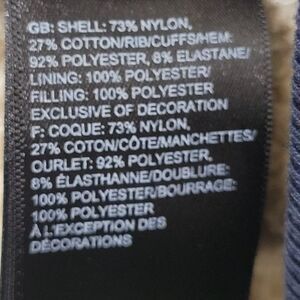 GB: SHELL: 73% NYLON,
27% COTTON/RIB/CUFFS/HEM:
92% POLYESTER, 8% ELASTANE/
LINING: 100% POLYESTER/
FILLING: 100% POLYESTER
EXCLUSIVE OF DECORATION
F: COQUE: 73% NYLON,
27% COTON/CÔTE/MANCHETTES/
OURLET: 92% POLYESTER,
8% ÉLASTHANNE/DOUBLURE:
100% POLYESTER/BOURRAGE:
100% POLYESTER
À L'EXCEPTION DES
DÉCORATIONS